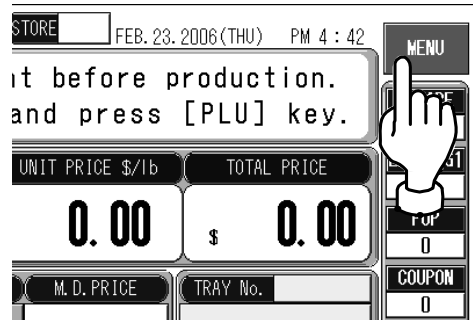 STORE FEB. 23. 2006(THU) PM 4 : 42
MENU
nt before production.
and press [PLU] key.
UNIT PRICE $/lb TOTAL PRICE
0.00 $ 0.00
POP
0
M.D.PRICE TRAY No.
COUPON
0